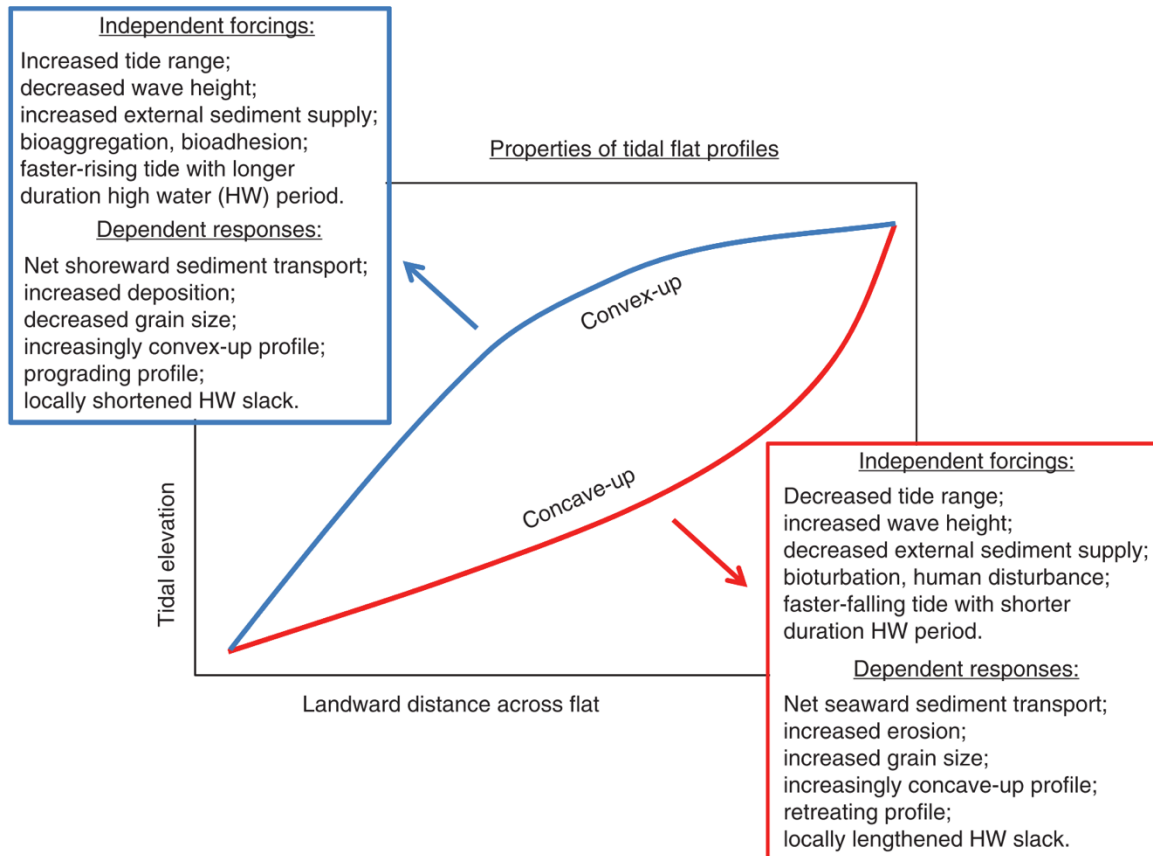 Independent forcings:
Increased tide range;
decreased wave height;
increased external sediment supply;
bioaggregation, bioadhesion;
faster-rising tide with longer
duration high water (HW) period.
Dependent responses:
Net shoreward sediment transport;
increased deposition;
decreased grain size;
increasingly convex-up profile;
prograding profile;
locally shortened HW slack.
Properties of tidal flat profiles
Convex-up
Concave-up
Tidal elevation
Landward distance across flat
Independent forcings:
Decreased tide range;
increased wave height;
decreased external sediment supply;
bioturbation, human disturbance;
faster-falling tide with shorter
duration HW period.
Dependent responses:
Net seaward sediment transport;
increased erosion;
increased grain size;
increasingly concave-up profile;
retreating profile;
locally lengthened HW slack.